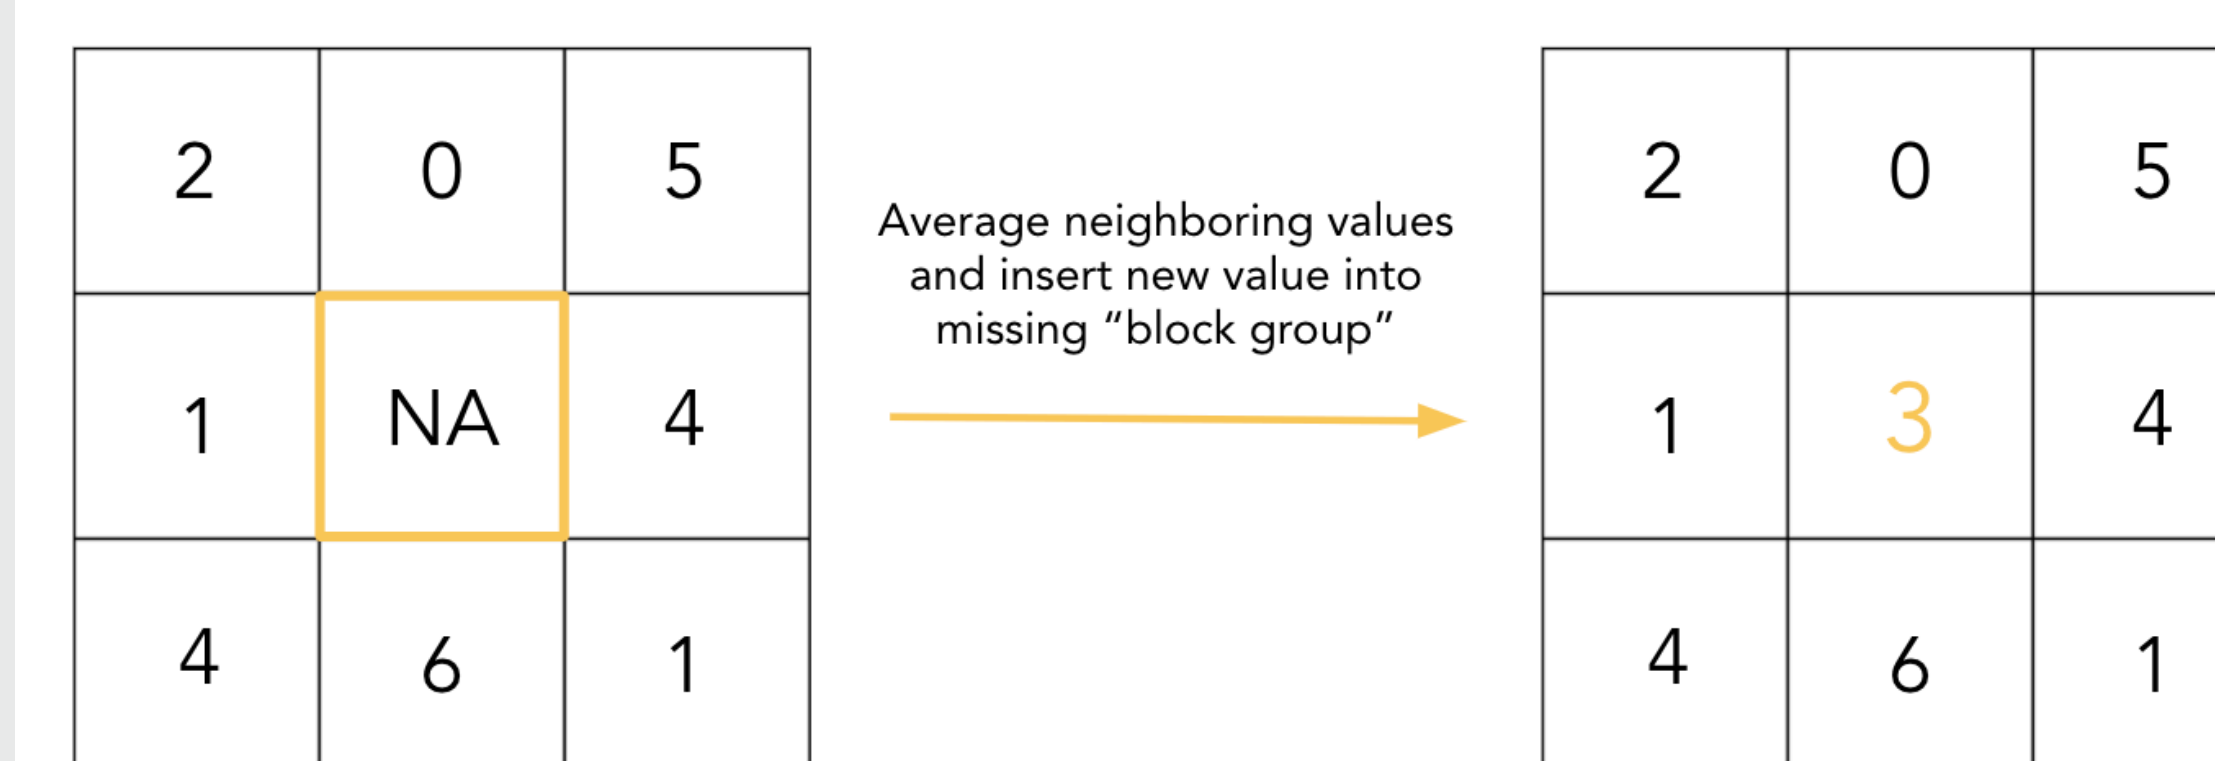 2 0 5
1 NA 4
4 6 1
Average neighboring values
and insert new value into
missing “block group”
2 0 5
1 3 4
4 6 1